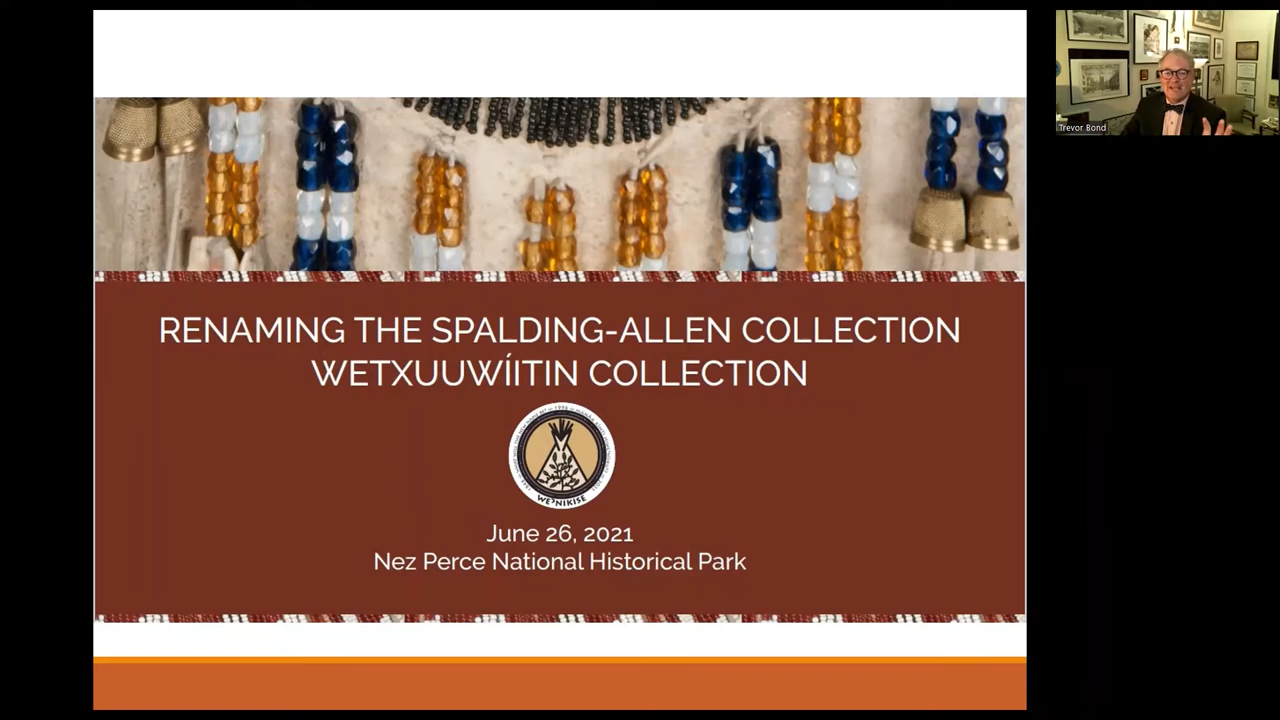 RENAMING THE SPALDING-ALLEN COLLECTION
WETXUUWÍITIN COLLECTION
WE'NIKISE
June 26, 2021
Nez Perce National Historical Park
Trevor Bond